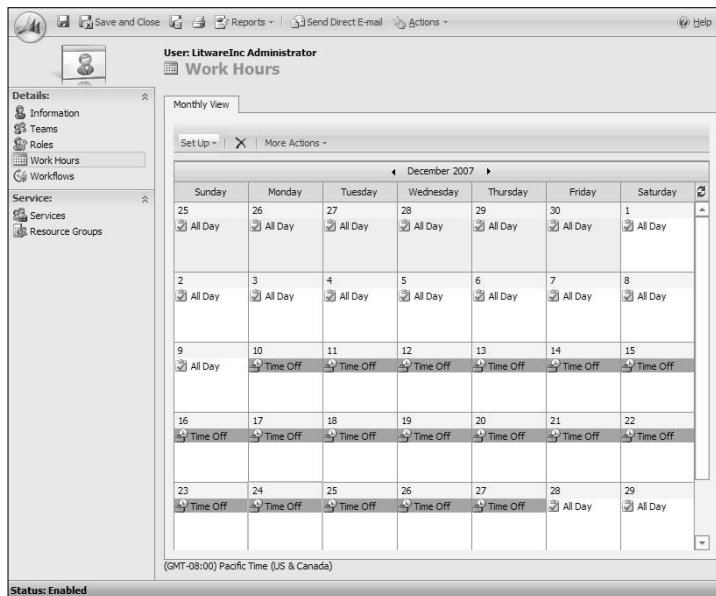 Save and Close Reports Send Direct E-mail Actions Help
User: LitwareInc Administrator
Work Hours
Details:
Information
Teams
Roles
Work Hours
Workflows
Service:
Services
Resource Groups
Monthly View
Set Up More Actions
December 2007
Sunday Monday Tuesday Wednesday Thursday Friday Saturday
25 26 27 28 29 30 1
All Day All Day All Day All Day All Day All Day All Day
2 3 4 5 6 7 8
All Day All Day All Day All Day All Day All Day All Day
9 10 11 12 13 14 15
All Day Time Off Time Off Time Off Time Off Time Off Time Off
16 17 18 19 20 21 22
Time Off Time Off Time Off Time Off Time Off Time Off Time Off
23 24 25 26 27 28 29
Time Off Time Off Time Off Time Off Time Off All Day All Day
(GMT-08:00) Pacific Time (US & Canada)
Status: Enabled